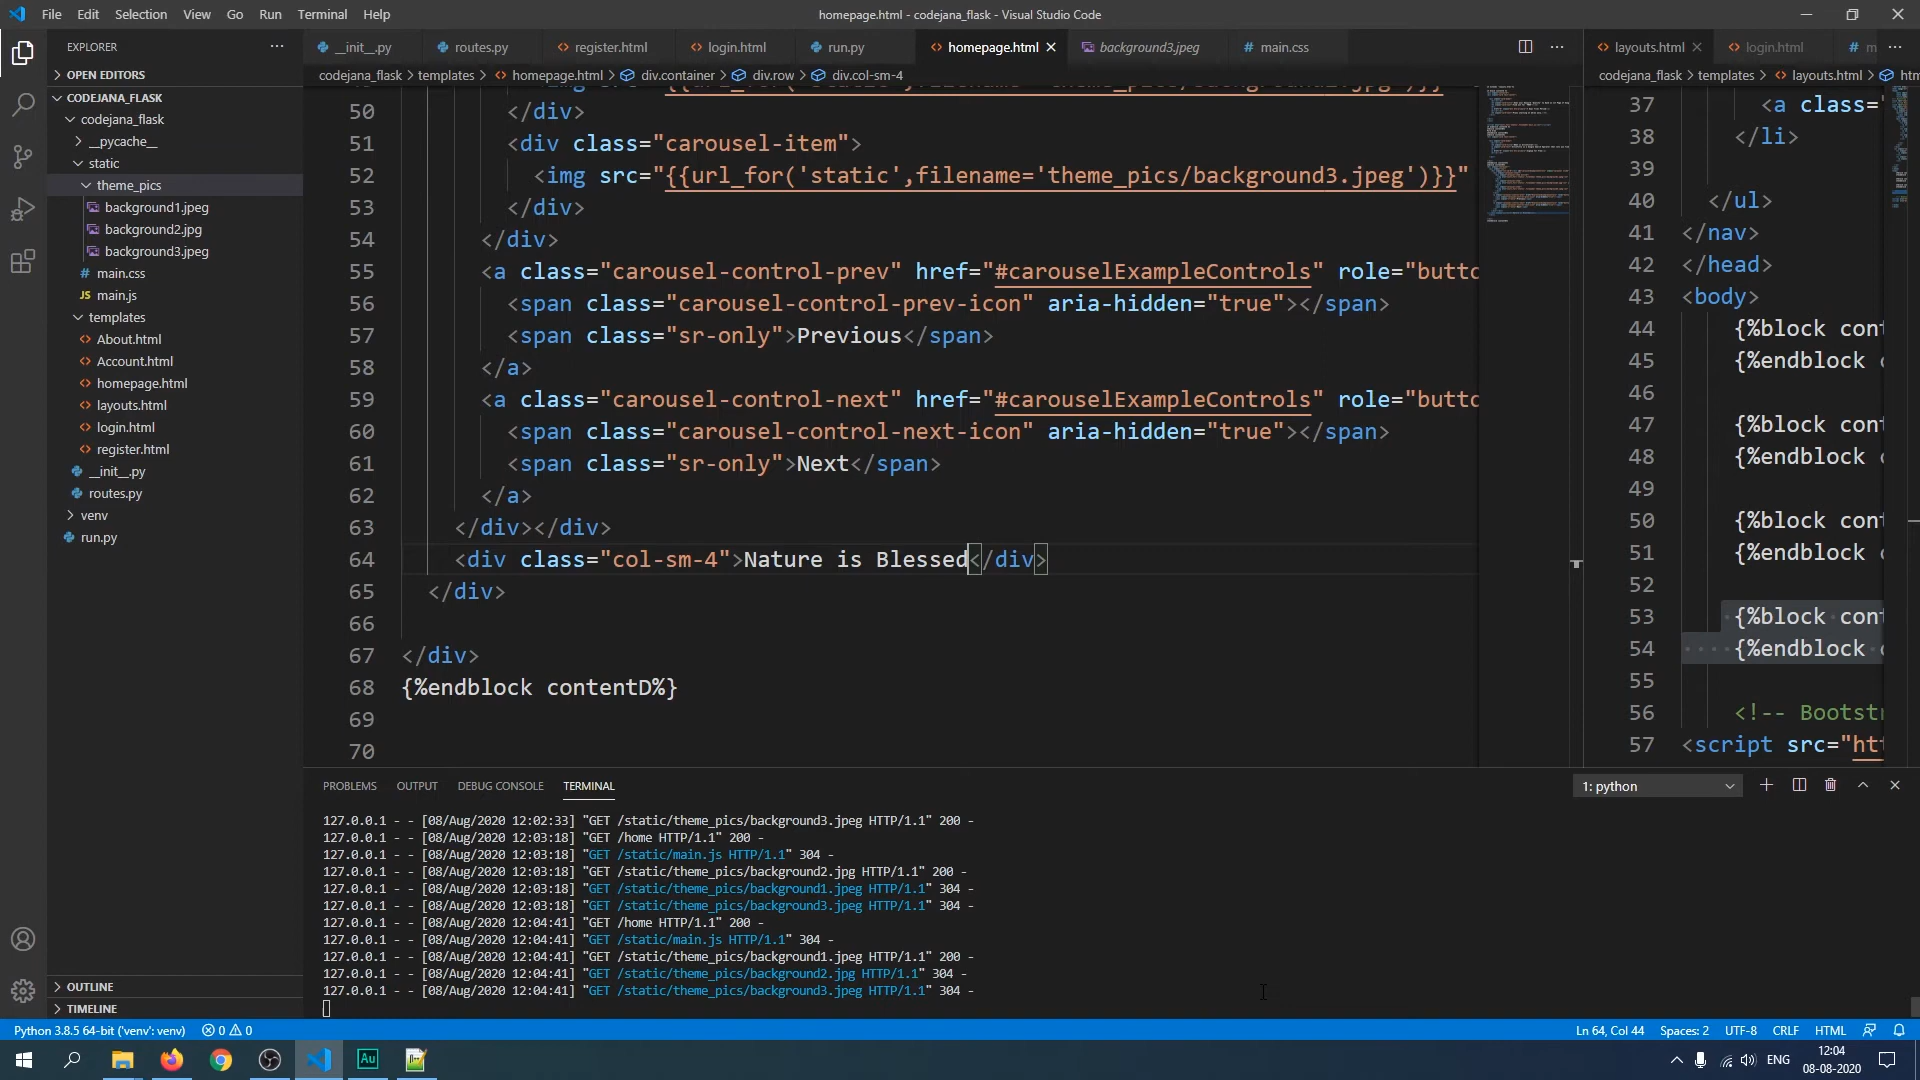 File Edit Selection View Go Run Terminal Help
homepage.html - codejana_flask - Visual Studio Code
EXPLORER
OPEN EDITORS
CODEJANA_FLASK
codejana_flask
__pycache__
static
theme_pics
background1.jpeg
background2.jpg
background3.jpeg
# main.css
JS main.js
templates
<> About.html
<> Account.html
<> homepage.html
<> layouts.html
<> login.html
<> register.html
__init__.py
routes.py
venv
run.py
OUTLINE
TIMELINE
__init__.py routes.py <> register.html <> login.html run.py <> homepage.html background3.jpeg # main.css
codejana_flask > templates > <> homepage.html > div.container > div.row > div.col-sm-4
50 </div>
51 <div class="carousel-item">
52 <img src="{{url_for('static',filename='theme_pics/background3.jpeg')}}"
53 </div>
54 </div>
55 <a class="carousel-control-prev" href="#carouselExampleControls" role="butto
56 <span class="carousel-control-prev-icon" aria-hidden="true"></span>
57 <span class="sr-only">Previous</span>
58 </a>
59 <a class="carousel-control-next" href="#carouselExampleControls" role="butto
60 <span class="carousel-control-next-icon" aria-hidden="true"></span>
61 <span class="sr-only">Next</span>
62 </a>
63 </div></div>
64 <div class="col-sm-4">Nature is Blessed</div>
65 </div>
66
67 </div>
68 {%endblock contentD%}
69
70
<> layouts.html <> login.html # m
codejana_flask > templates > <> layouts.html > htm
37 <a class="
38 </li>
39
40 </ul>
41 </nav>
42 </head>
43 <body>
44 {%block cont
45 {%endblock c
46
47 {%block cont
48 {%endblock c
49
50 {%block cont
51 {%endblock c
52
53 {%block cont
54 {%endblock c
55
56 <!-- Bootstr
57 <script src="htt
PROBLEMS OUTPUT DEBUG CONSOLE TERMINAL
1: python
127.0.0.1 - - [08/Aug/2020 12:02:33] "GET /static/theme_pics/background3.jpeg HTTP/1.1" 200 -
127.0.0.1 - - [08/Aug/2020 12:03:18] "GET /home HTTP/1.1" 200 -
127.0.0.1 - - [08/Aug/2020 12:03:18] "GET /static/main.js HTTP/1.1" 304 -
127.0.0.1 - - [08/Aug/2020 12:03:18] "GET /static/theme_pics/background2.jpg HTTP/1.1" 200 -
127.0.0.1 - - [08/Aug/2020 12:03:18] "GET /static/theme_pics/background1.jpeg HTTP/1.1" 304 -
127.0.0.1 - - [08/Aug/2020 12:03:18] "GET /static/theme_pics/background3.jpeg HTTP/1.1" 304 -
127.0.0.1 - - [08/Aug/2020 12:04:41] "GET /home HTTP/1.1" 200 -
127.0.0.1 - - [08/Aug/2020 12:04:41] "GET /static/main.js HTTP/1.1" 304 -
127.0.0.1 - - [08/Aug/2020 12:04:41] "GET /static/theme_pics/background1.jpeg HTTP/1.1" 200 -
127.0.0.1 - - [08/Aug/2020 12:04:41] "GET /static/theme_pics/background2.jpg HTTP/1.1" 304 -
127.0.0.1 - - [08/Aug/2020 12:04:41] "GET /static/theme_pics/background3.jpeg HTTP/1.1" 304 -
Python 3.8.5 64-bit ('venv': venv) 0 0
Ln 64, Col 44 Spaces: 2 UTF-8 CRLF HTML
Au
ENG
12:04
08-08-2020